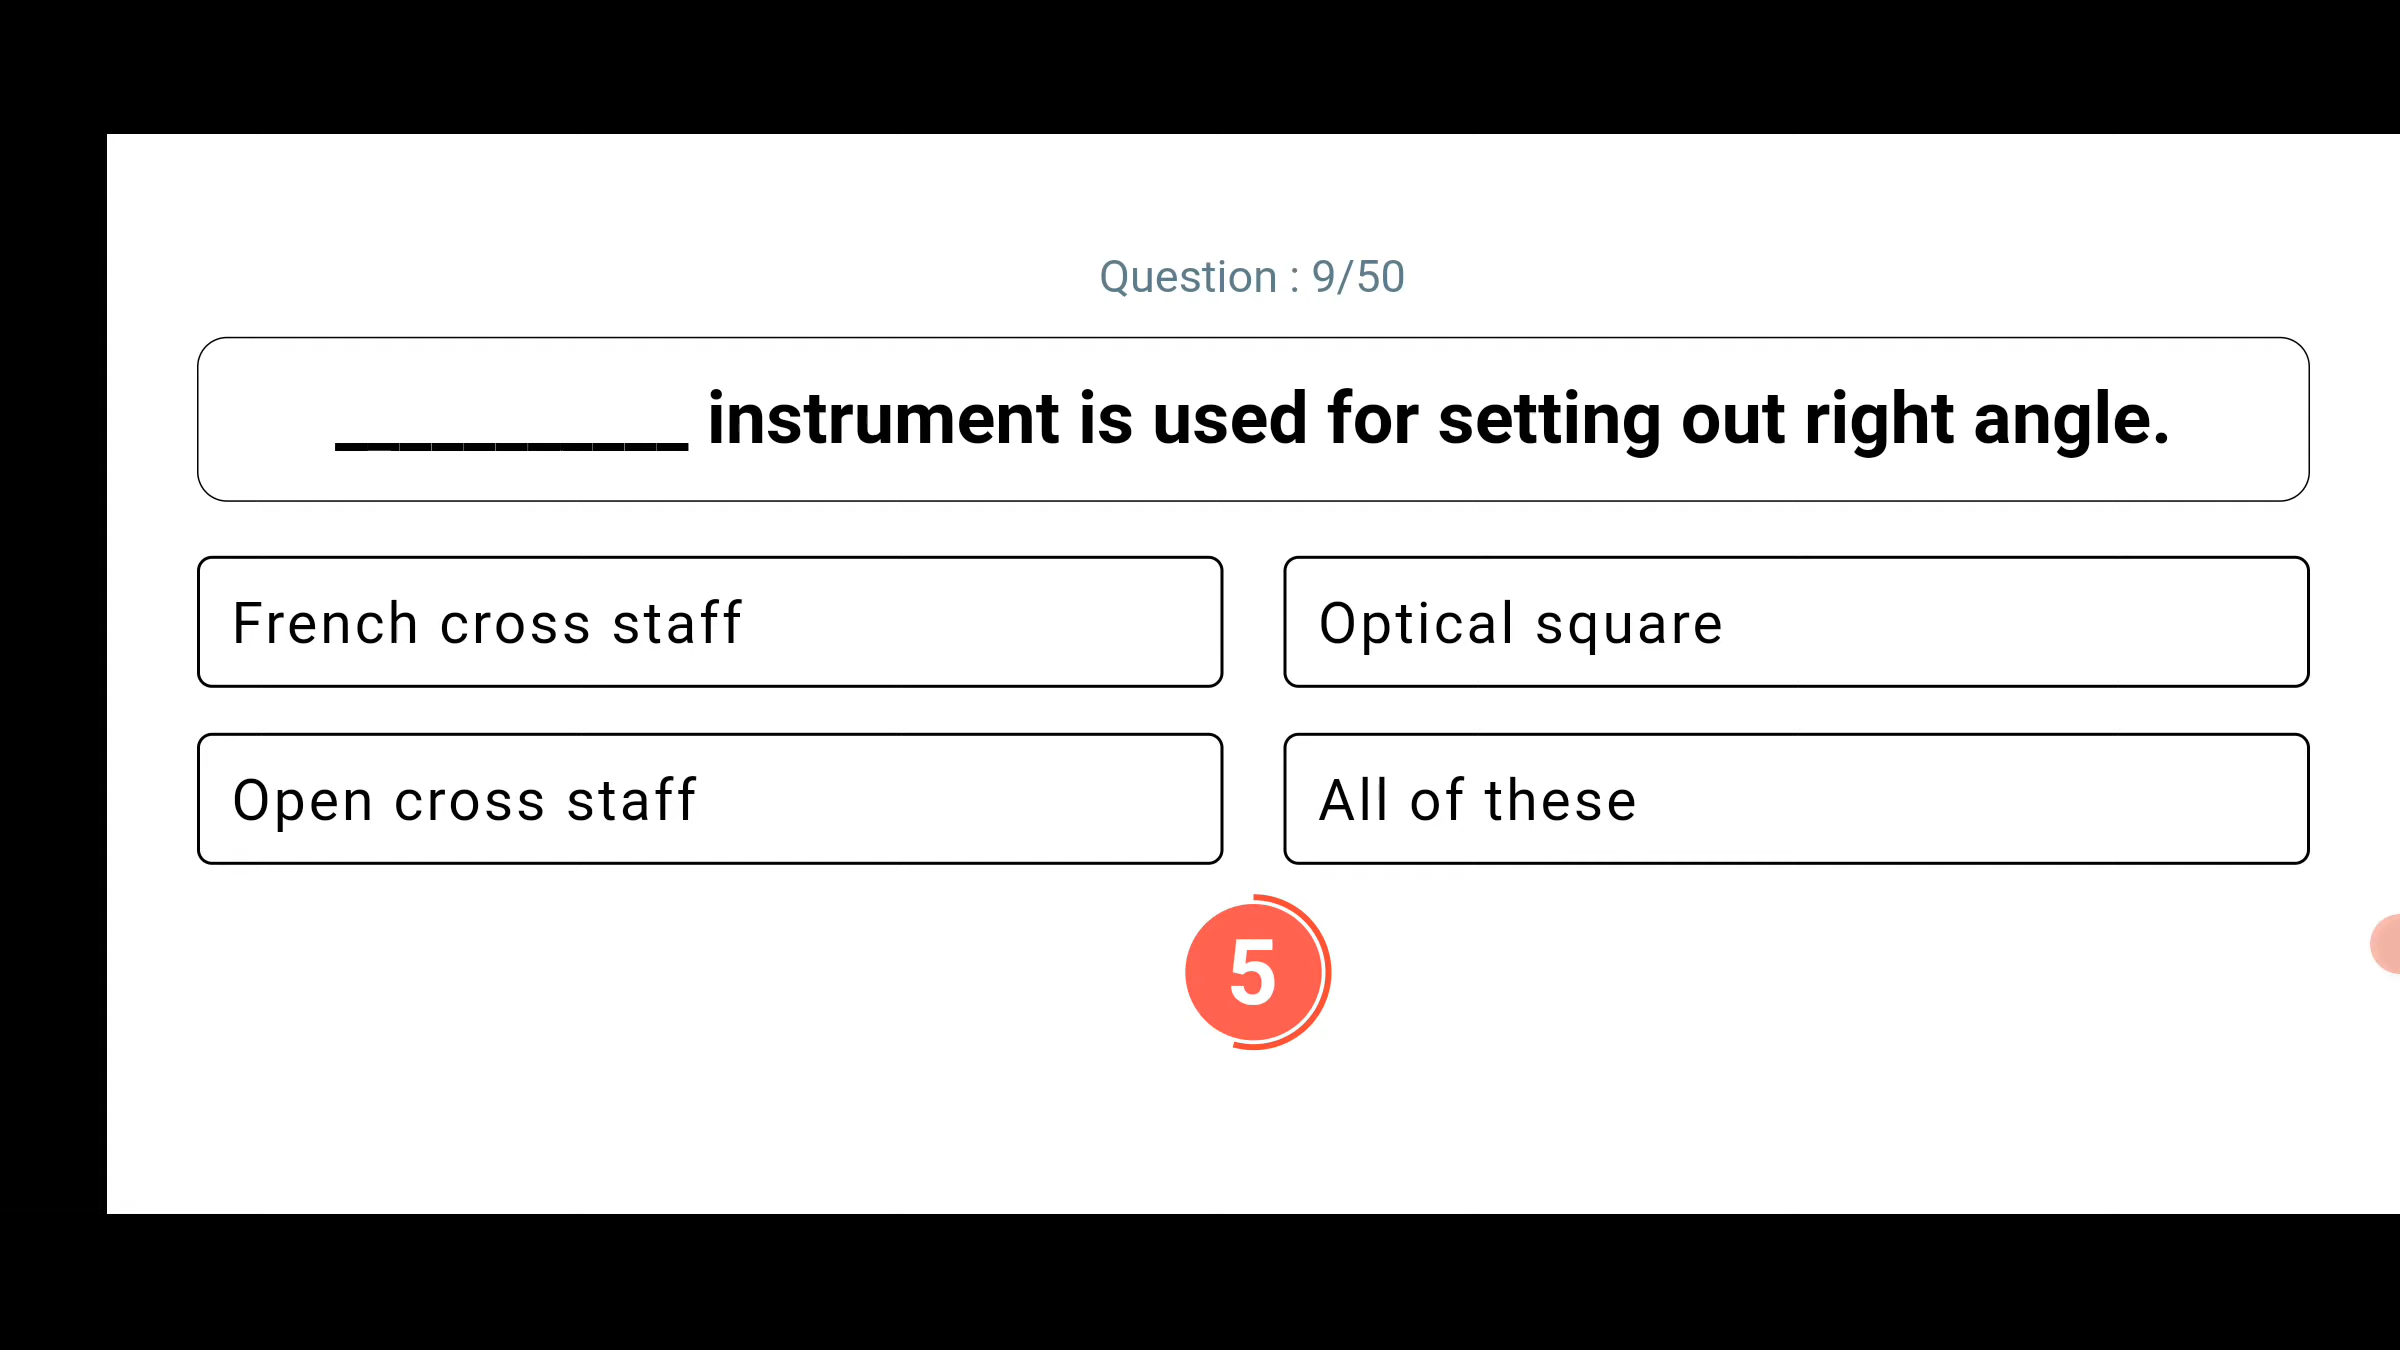 Question : 9/50
___________ instrument is used for setting out right angle.
French cross staff
Optical square
Open cross staff
All of these
5